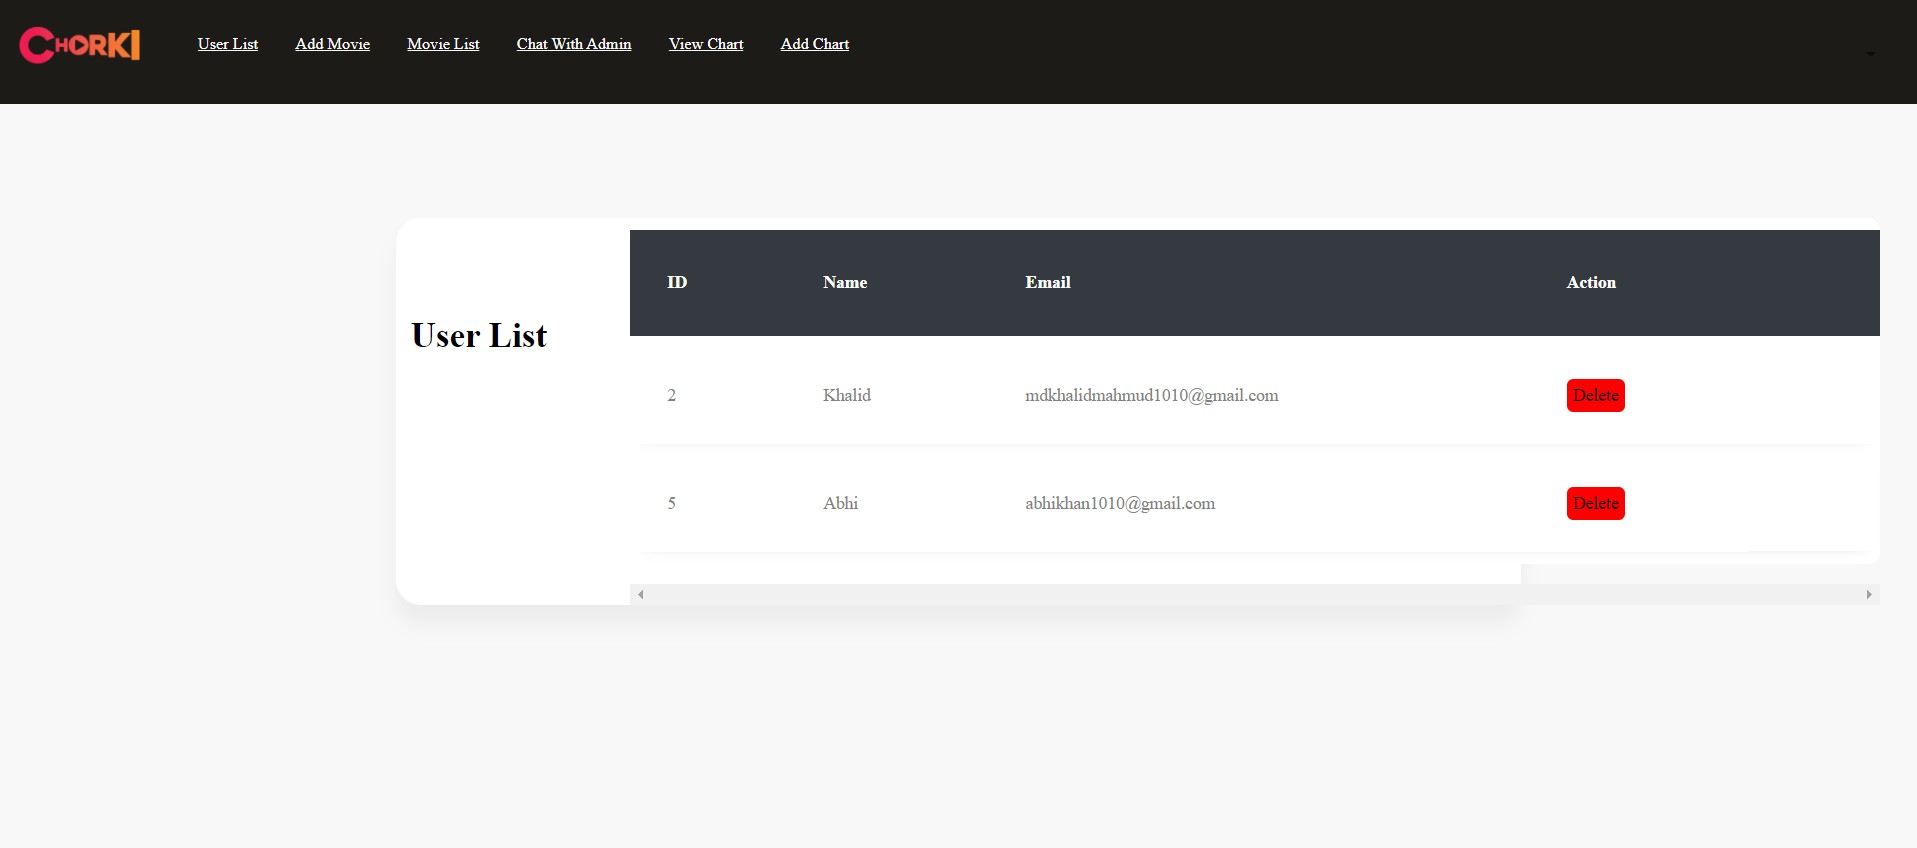 CHORKI User List Add Movie Movie List Chat With Admin View Chart Add Chart
User List
ID Name Email Action
2 Khalid mdkhalidmahmud1010@gmail.com Delete
5 Abhi abhikhan1010@gmail.com Delete